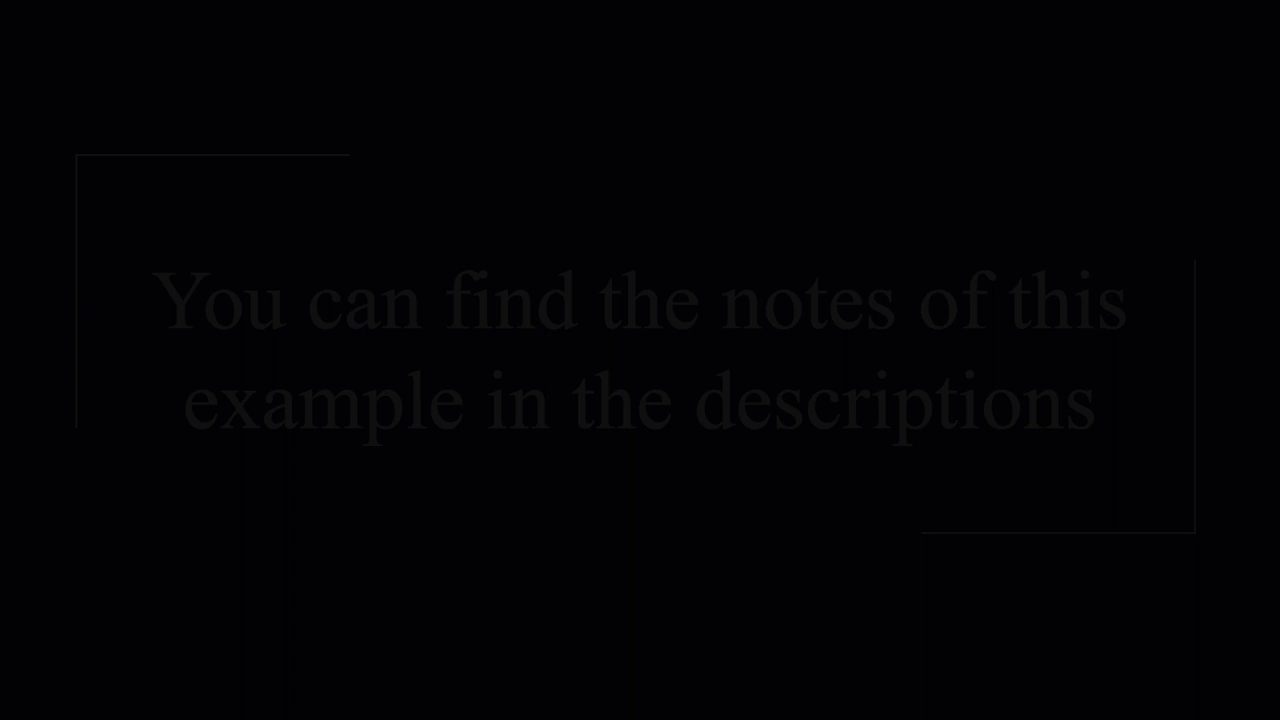 You can find the notes of this
example in the descriptions